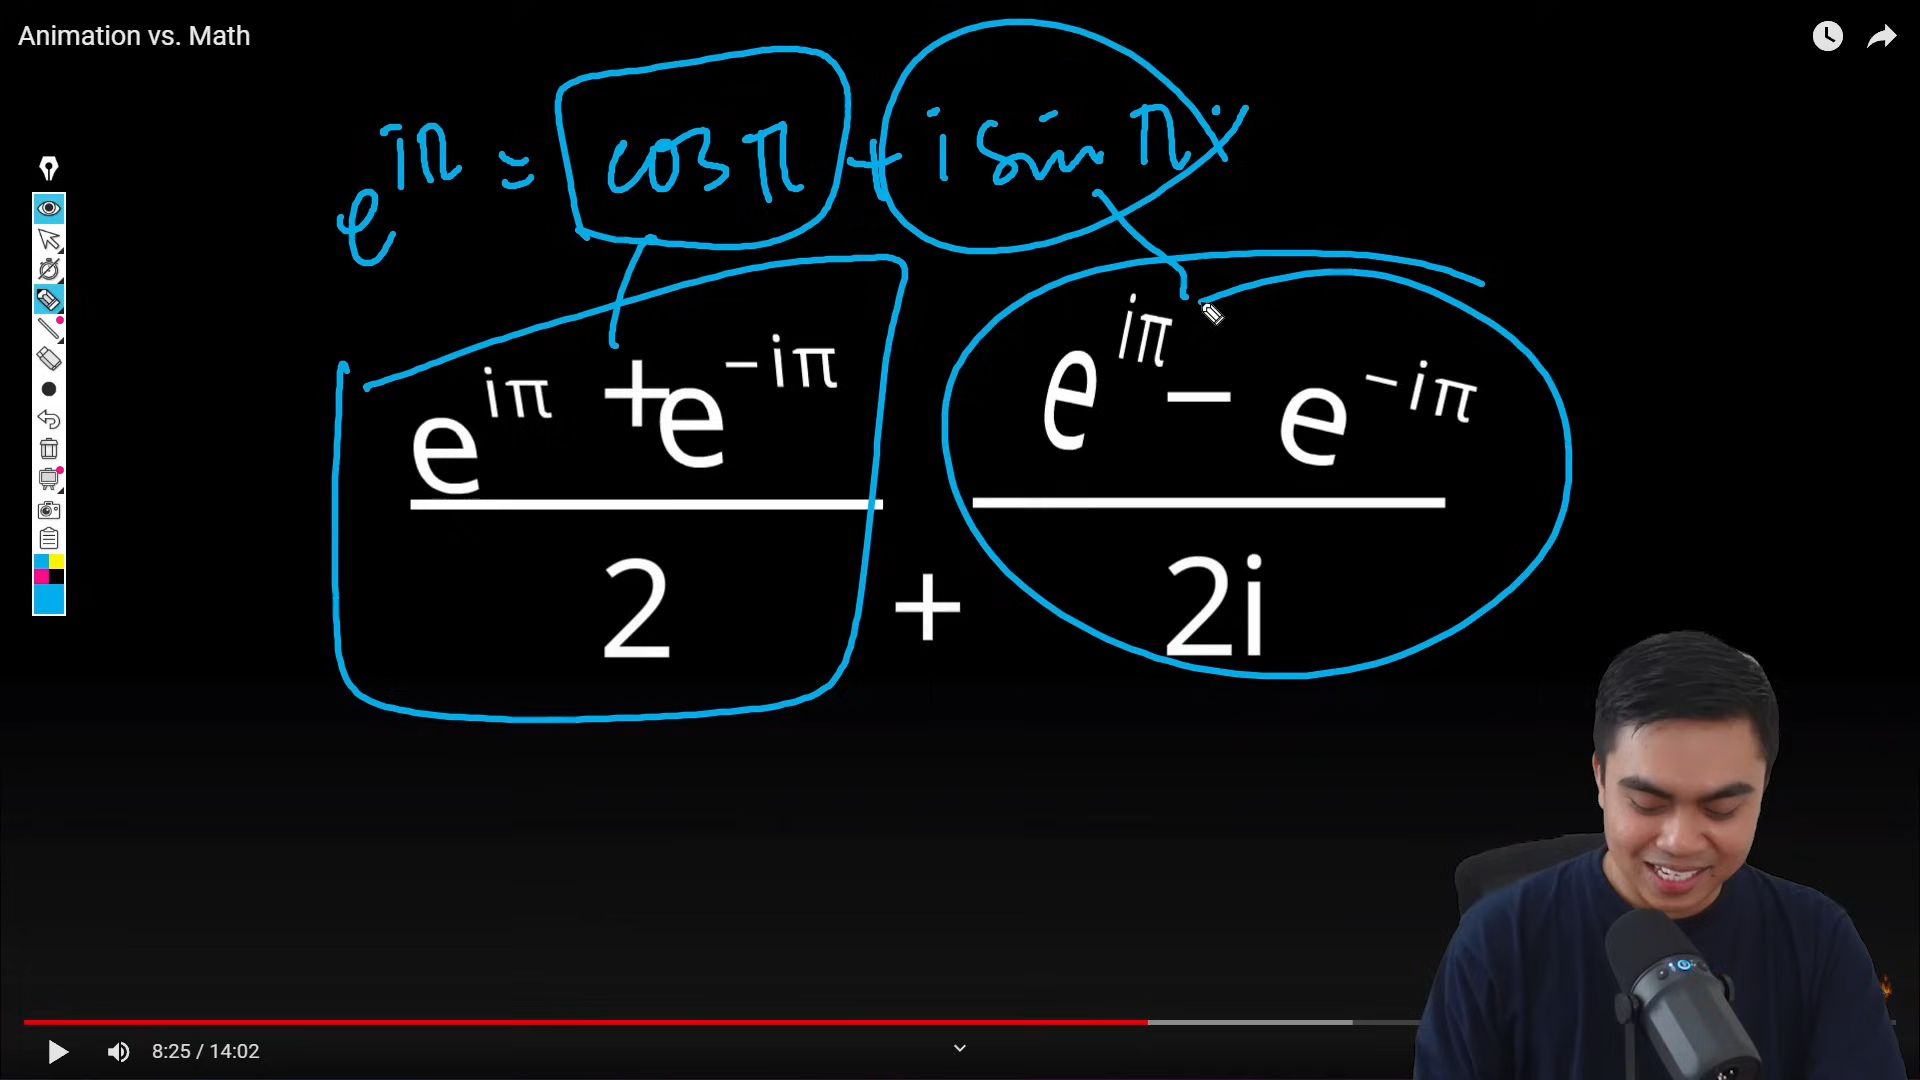 Animation vs. Math
e^{iπ} = cos π + i sin π
e^{iπ} + e^{-iπ}
2
+
e^{iπ} - e^{-iπ}
2i
8:25 / 14:02